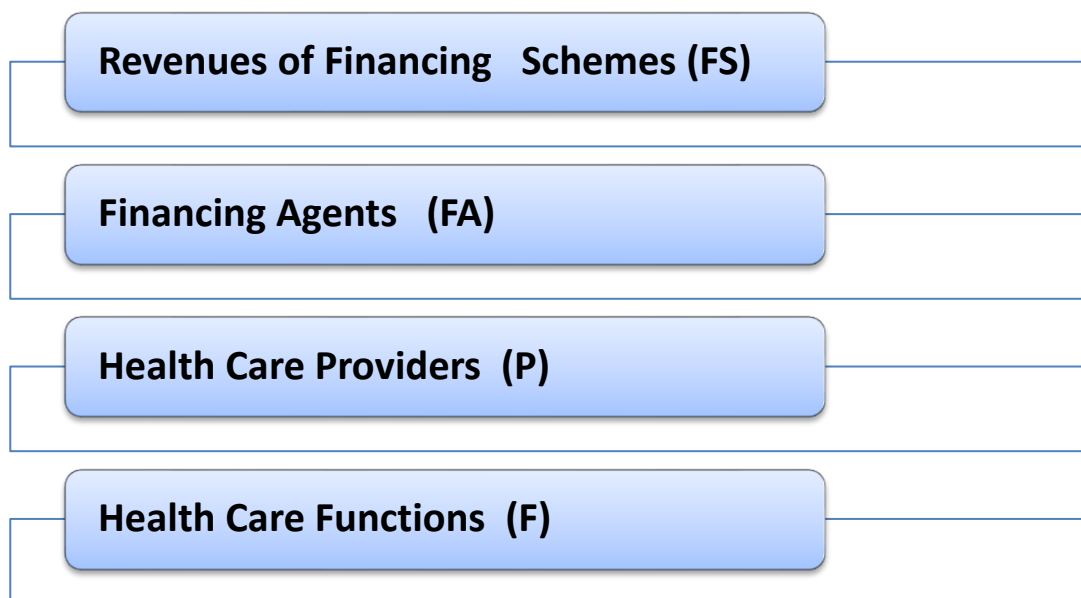 Revenues of Financing Schemes (FS)
Financing Agents (FA)
Health Care Providers (P)
Health Care Functions (F)